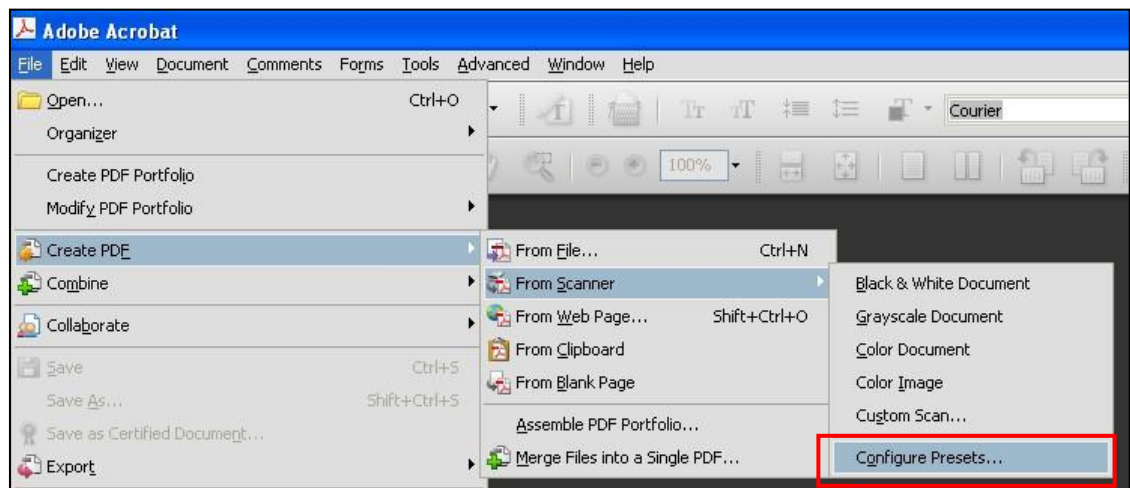 Adobe Acrobat
File Edit View Document Comments Forms Tools Advanced Window Help
Open... Ctrl+O
Courier
Organizer
100%
Create PDF Portfolio
Modify PDF Portfolio
Create PDF
From File... Ctrl+N
Combine
From Scanner
Black & White Document
Collaborate
From Web Page... Shift+Ctrl+O
Grayscale Document
From Clipboard
Color Document
Save Ctrl+S
From Blank Page
Color Image
Save As... Shift+Ctrl+S
Assemble PDF Portfolio...
Custom Scan...
Save as Certified Document...
Export
Merge Files into a Single PDF...
Configure Presets...